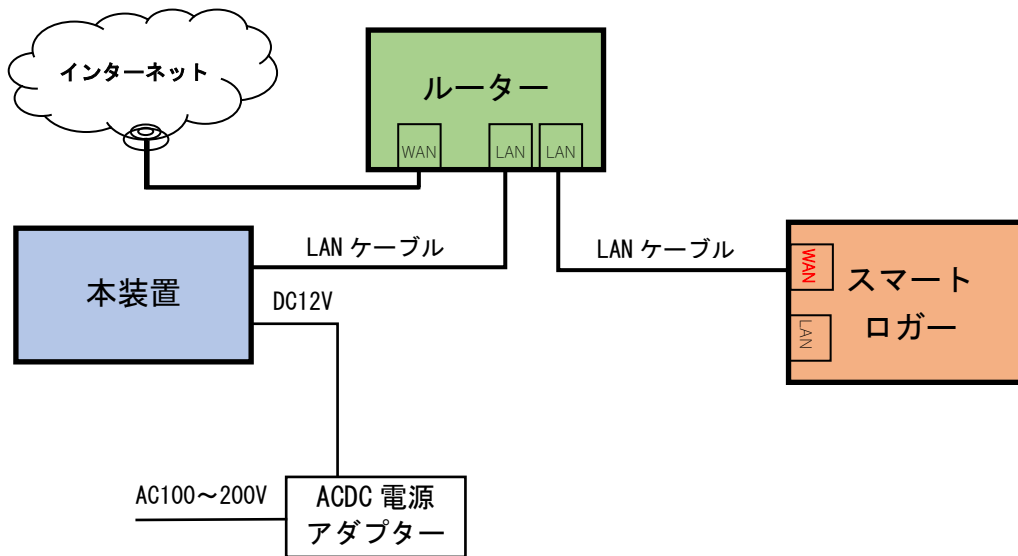 インターネット
ルーター
WAN
LAN
LAN
LAN ケーブル
LAN ケーブル
本装置
DC12V
WAN
スマート
ロガー
LAN
AC100～200V
ACDC 電源
アダプター